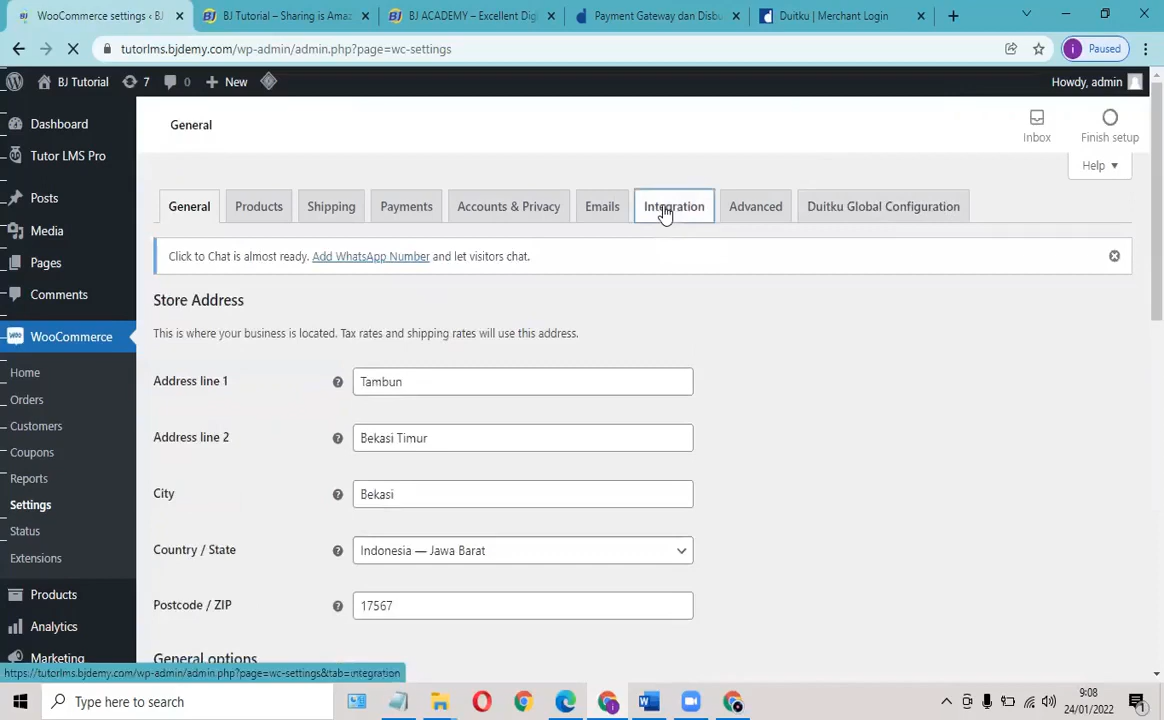 WooCommerce settings ‹ BJ
BJ Tutorial – Sharing is Amaz
BJ ACADEMY – Excellent Digi
Payment Gateway dan Disbu
Duitku | Merchant Login
tutorlms.bjdemy.com/wp-admin/admin.php?page=wc-settings
Paused
BJ Tutorial
7
0
New
Howdy, admin
Dashboard
Tutor LMS Pro
Posts
Media
Pages
Comments
WooCommerce
Home
Orders
Customers
Coupons
Reports
Settings
Status
Extensions
Products
Analytics
Marketing
General
Inbox
Finish setup
Help
General
Products
Shipping
Payments
Accounts & Privacy
Emails
Integration
Advanced
Duitku Global Configuration
Click to Chat is almost ready. Add WhatsApp Number and let visitors chat.
Store Address
This is where your business is located. Tax rates and shipping rates will use this address.
Address line 1
Tambun
Address line 2
Bekasi Timur
City
Bekasi
Country / State
Indonesia — Jawa Barat
Postcode / ZIP
17567
General options
https://tutorlms.bjdemy.com/wp-admin/admin.php?page=wc-settings&tab=integration
Type here to search
9:08
24/01/2022
1